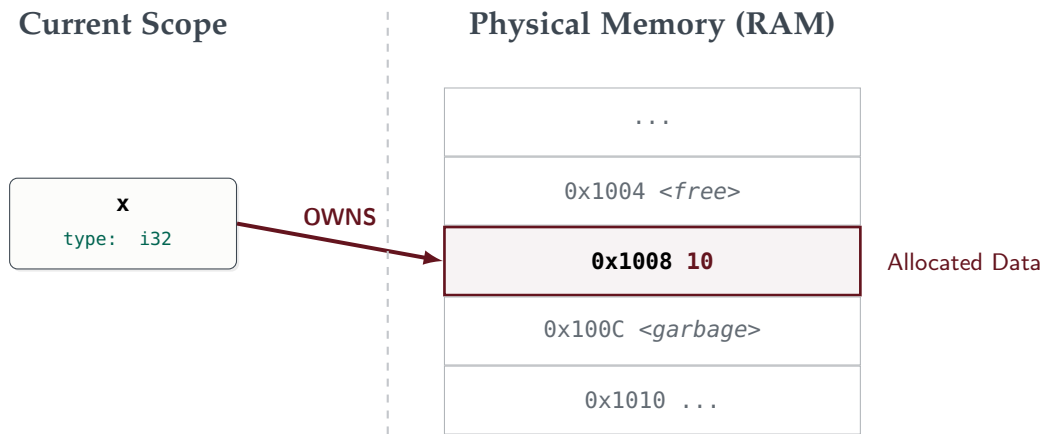 Current Scope
Physical Memory (RAM)
...
0x1004 <free>
x
type: i32
OWNS
0x1008 10
Allocated Data
0x100C <garbage>
0x1010 ...